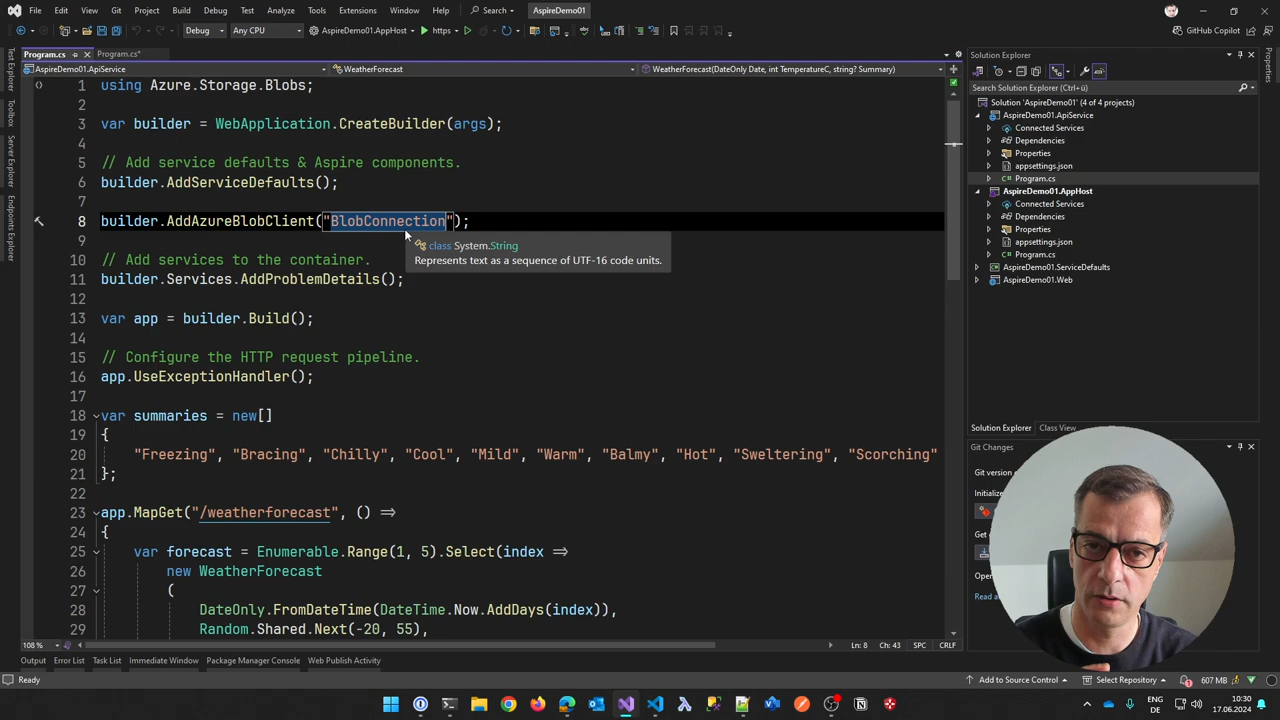 File Edit View Git Project Build Debug Test Analyze Tools Extensions Window Help Search AspireDemo01
Debug Any CPU AspireDemo01.AppHost https GitHub Copilot
Program.cs Program.cs*
AspireDemo01.ApiService WeatherForecast WeatherForecast(DateOnly Date, int TemperatureC, string? Summary)
Test Explorer
Toolbox
Server Explorer
Endpoints Explorer
1 using Azure.Storage.Blobs;
2
3 var builder = WebApplication.CreateBuilder(args);
4
5 // Add service defaults & Aspire components.
6 builder.AddServiceDefaults();
7
8 builder.AddAzureBlobClient("BlobConnection");
9
class System.String
Represents text as a sequence of UTF-16 code units.
10 // Add services to the container.
11 builder.Services.AddProblemDetails();
12
13 var app = builder.Build();
14
15 // Configure the HTTP request pipeline.
16 app.UseExceptionHandler();
17
18 var summaries = new[]
19 {
20 "Freezing", "Bracing", "Chilly", "Cool", "Mild", "Warm", "Balmy", "Hot", "Sweltering", "Scorching"
21 };
22
23 app.MapGet("/weatherforecast", () =>
24 {
25 var forecast = Enumerable.Range(1, 5).Select(index =>
26 new WeatherForecast
27 (
28 DateOnly.FromDateTime(DateTime.Now.AddDays(index)),
29 Random.Shared.Next(-20, 55),
108 % Ln: 8 Ch: 43 SPC CRLF
Solution Explorer
Search Solution Explorer (Ctrl+ü)
Solution 'AspireDemo01' (4 of 4 projects)
AspireDemo01.ApiService
Connected Services
Dependencies
Properties
appsettings.json
Program.cs
AspireDemo01.AppHost
Connected Services
Dependencies
Properties
appsettings.json
Program.cs
AspireDemo01.ServiceDefaults
AspireDemo01.Web
Solution Explorer Class View
Git Changes
Git version
Initialize
Get
Open
Read
Properties
Output Error List Task List Immediate Window Package Manager Console Web Publish Activity
Ready Add to Source Control Select Repository 607 MB
ENG
DE
10:30
17.06.2024